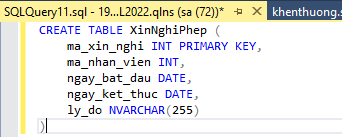 SQLQuery11.sql - 19...L2022.qlns (sa (72))*
khenthuong.s
CREATE TABLE XinNghiPhep (
ma_xin_nghi INT PRIMARY KEY,
ma_nhan_vien INT,
ngay_bat_dau DATE,
ngay_ket_thuc DATE,
ly_do NVARCHAR(255)
)